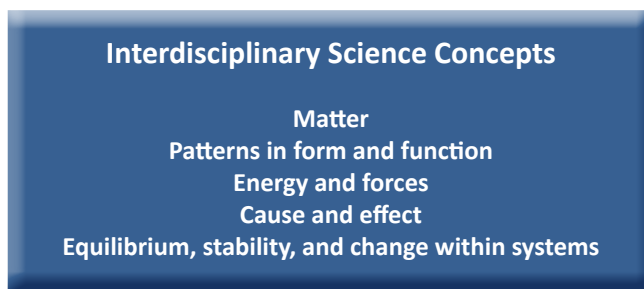 Interdisciplinary Science Concepts
Matter
Patterns in form and function
Energy and forces
Cause and effect
Equilibrium, stability, and change within systems